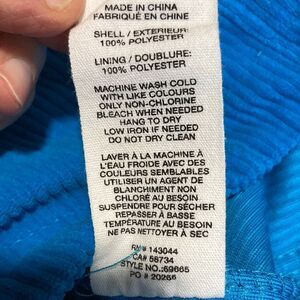 MADE IN CHINA
FABRIQUÉ EN CHINE
SHELL / EXTERIEUR:
100% POLYESTER
LINING / DOUBLURE:
100% POLYESTER
MACHINE WASH COLD
WITH LIKE COLOURS
ONLY NON-CHLORINE
BLEACH WHEN NEEDED
HANG TO DRY
LOW IRON IF NEEDED
DO NOT DRY CLEAN
LAVER À LA MACHINE À
L'EAU FROIDE AVEC DES
COULEURS SEMBLABLES
UTILISER UN AGENT DE
BLANCHIMENT NON
CHLORÉ AU BESOIN
SUSPENDRE POUR SÉCHER
REPASSER À BASSE
TEMPÉRATURE AU BESOIN
NE PAS NETTOYER À SEC
RN# 143044
CA# 58734
STYLE NO.:69665
PO # 20266